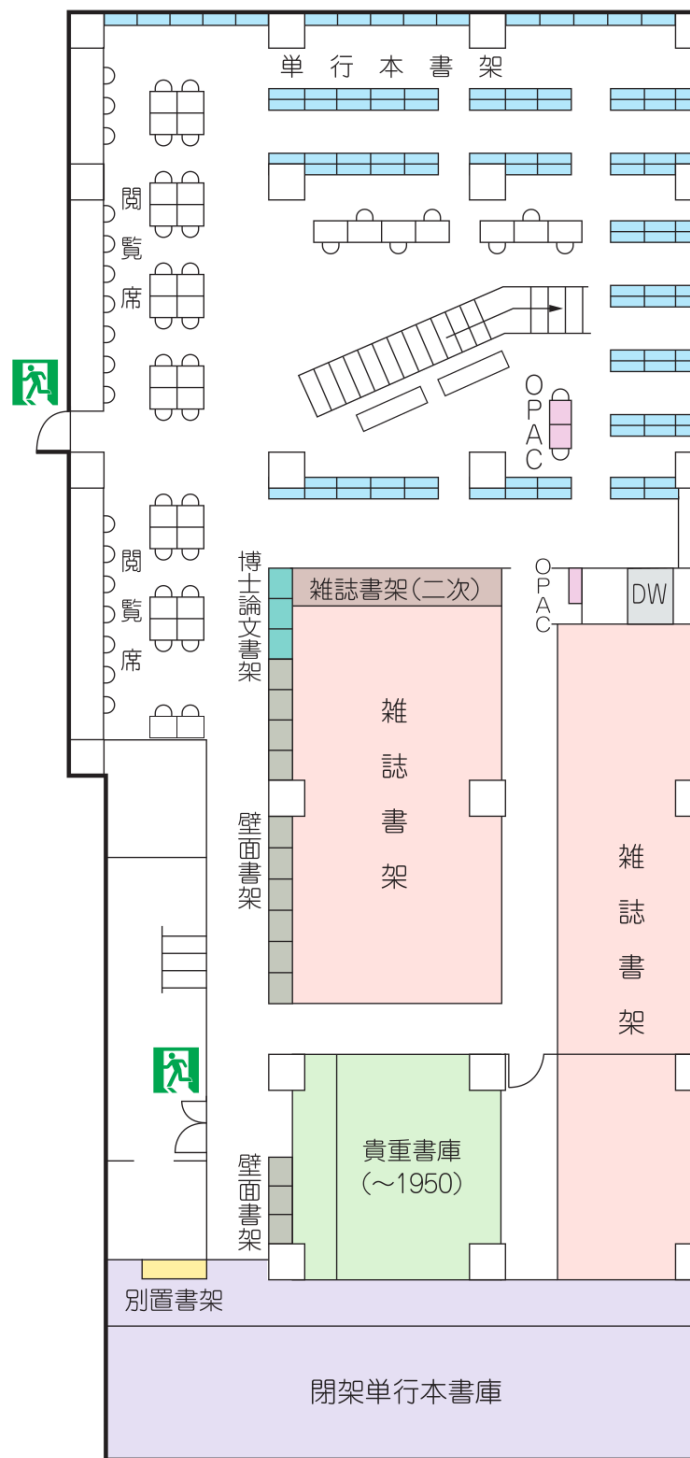 単行本書架
閲覧席
OPAC
閲覧席
博士論文書架
雑誌書架(二次)
OPAC
DW
雑誌書架
壁面書架
雑誌書架
貴重書庫
(～1950)
壁面書架
別置書架
閉架単行本書庫